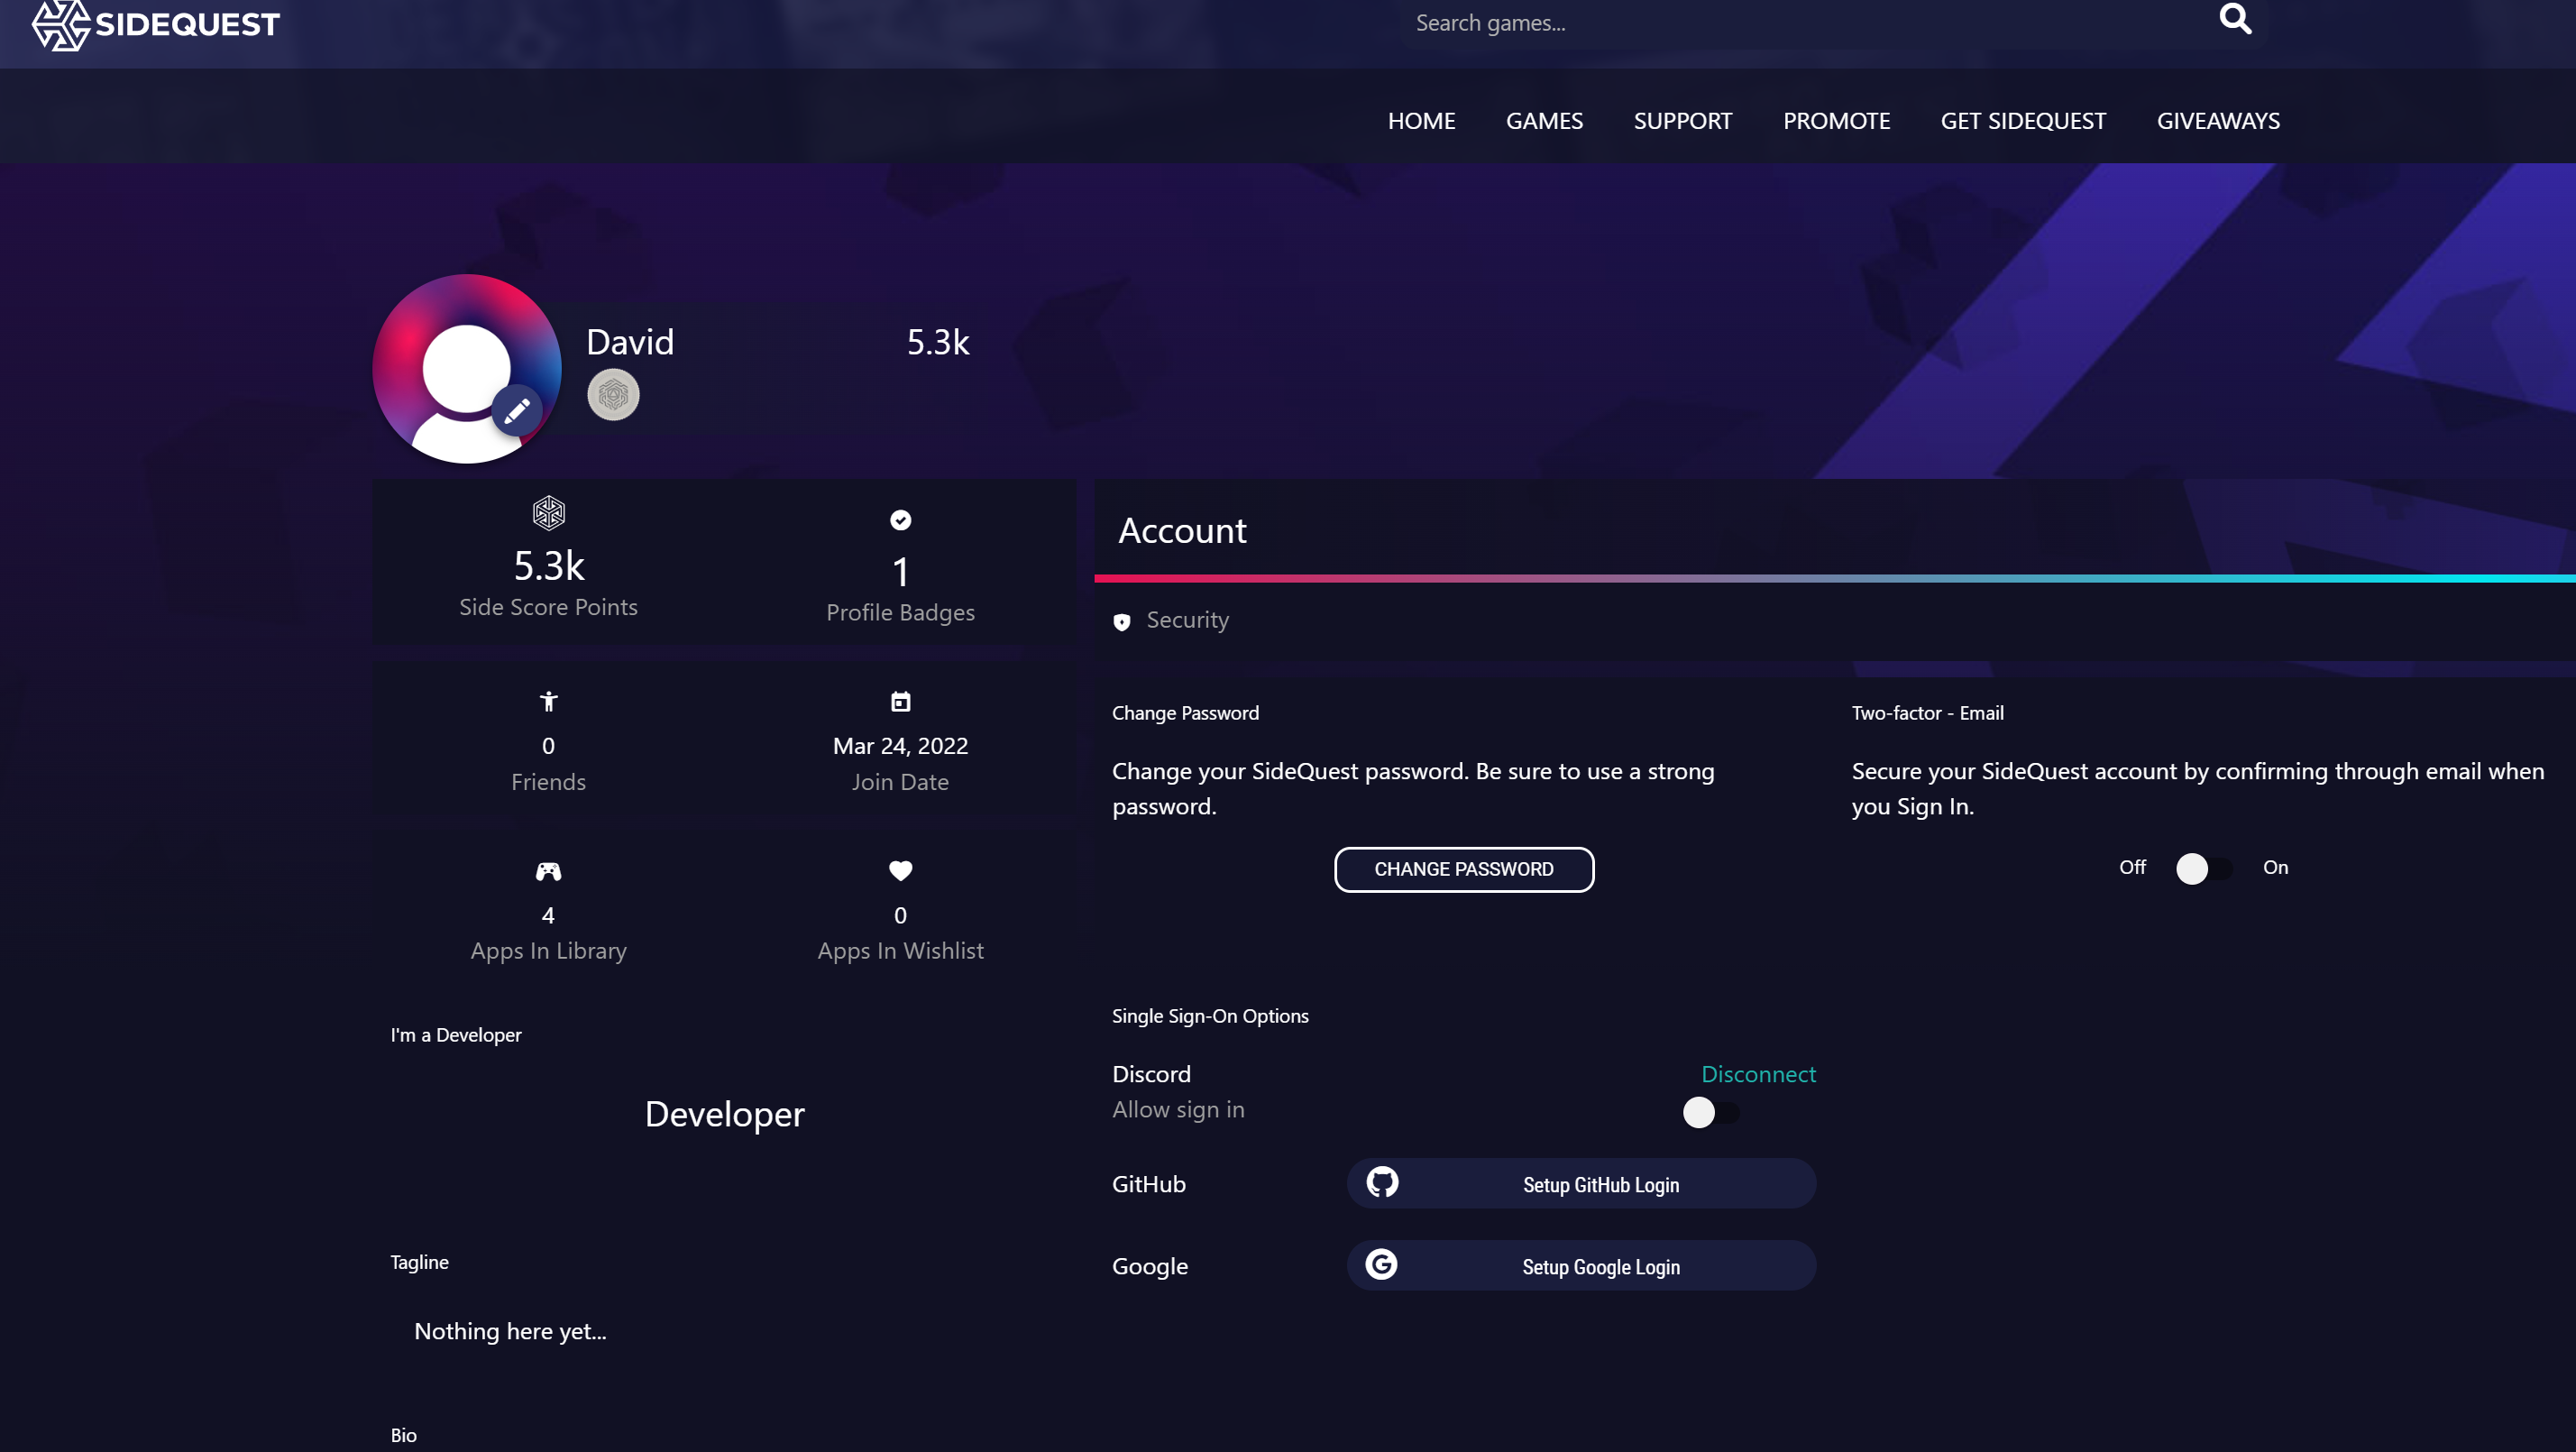 SIDEQUEST
Search games...
HOME GAMES SUPPORT PROMOTE GET SIDEQUEST GIVEAWAYS
David 5.3k
5.3k
Side Score Points
1
Profile Badges
0
Friends
Mar 24, 2022
Join Date
4
Apps In Library
0
Apps In Wishlist
I'm a Developer
Developer
Tagline
Nothing here yet...
Bio
Account
Security
Change Password
Change your SideQuest password. Be sure to use a strong
password.
CHANGE PASSWORD
Two-factor - Email
Secure your SideQuest account by confirming through email when
you Sign In.
Off On
Single Sign-On Options
Discord Disconnect
Allow sign in
GitHub Setup GitHub Login
Google Setup Google Login